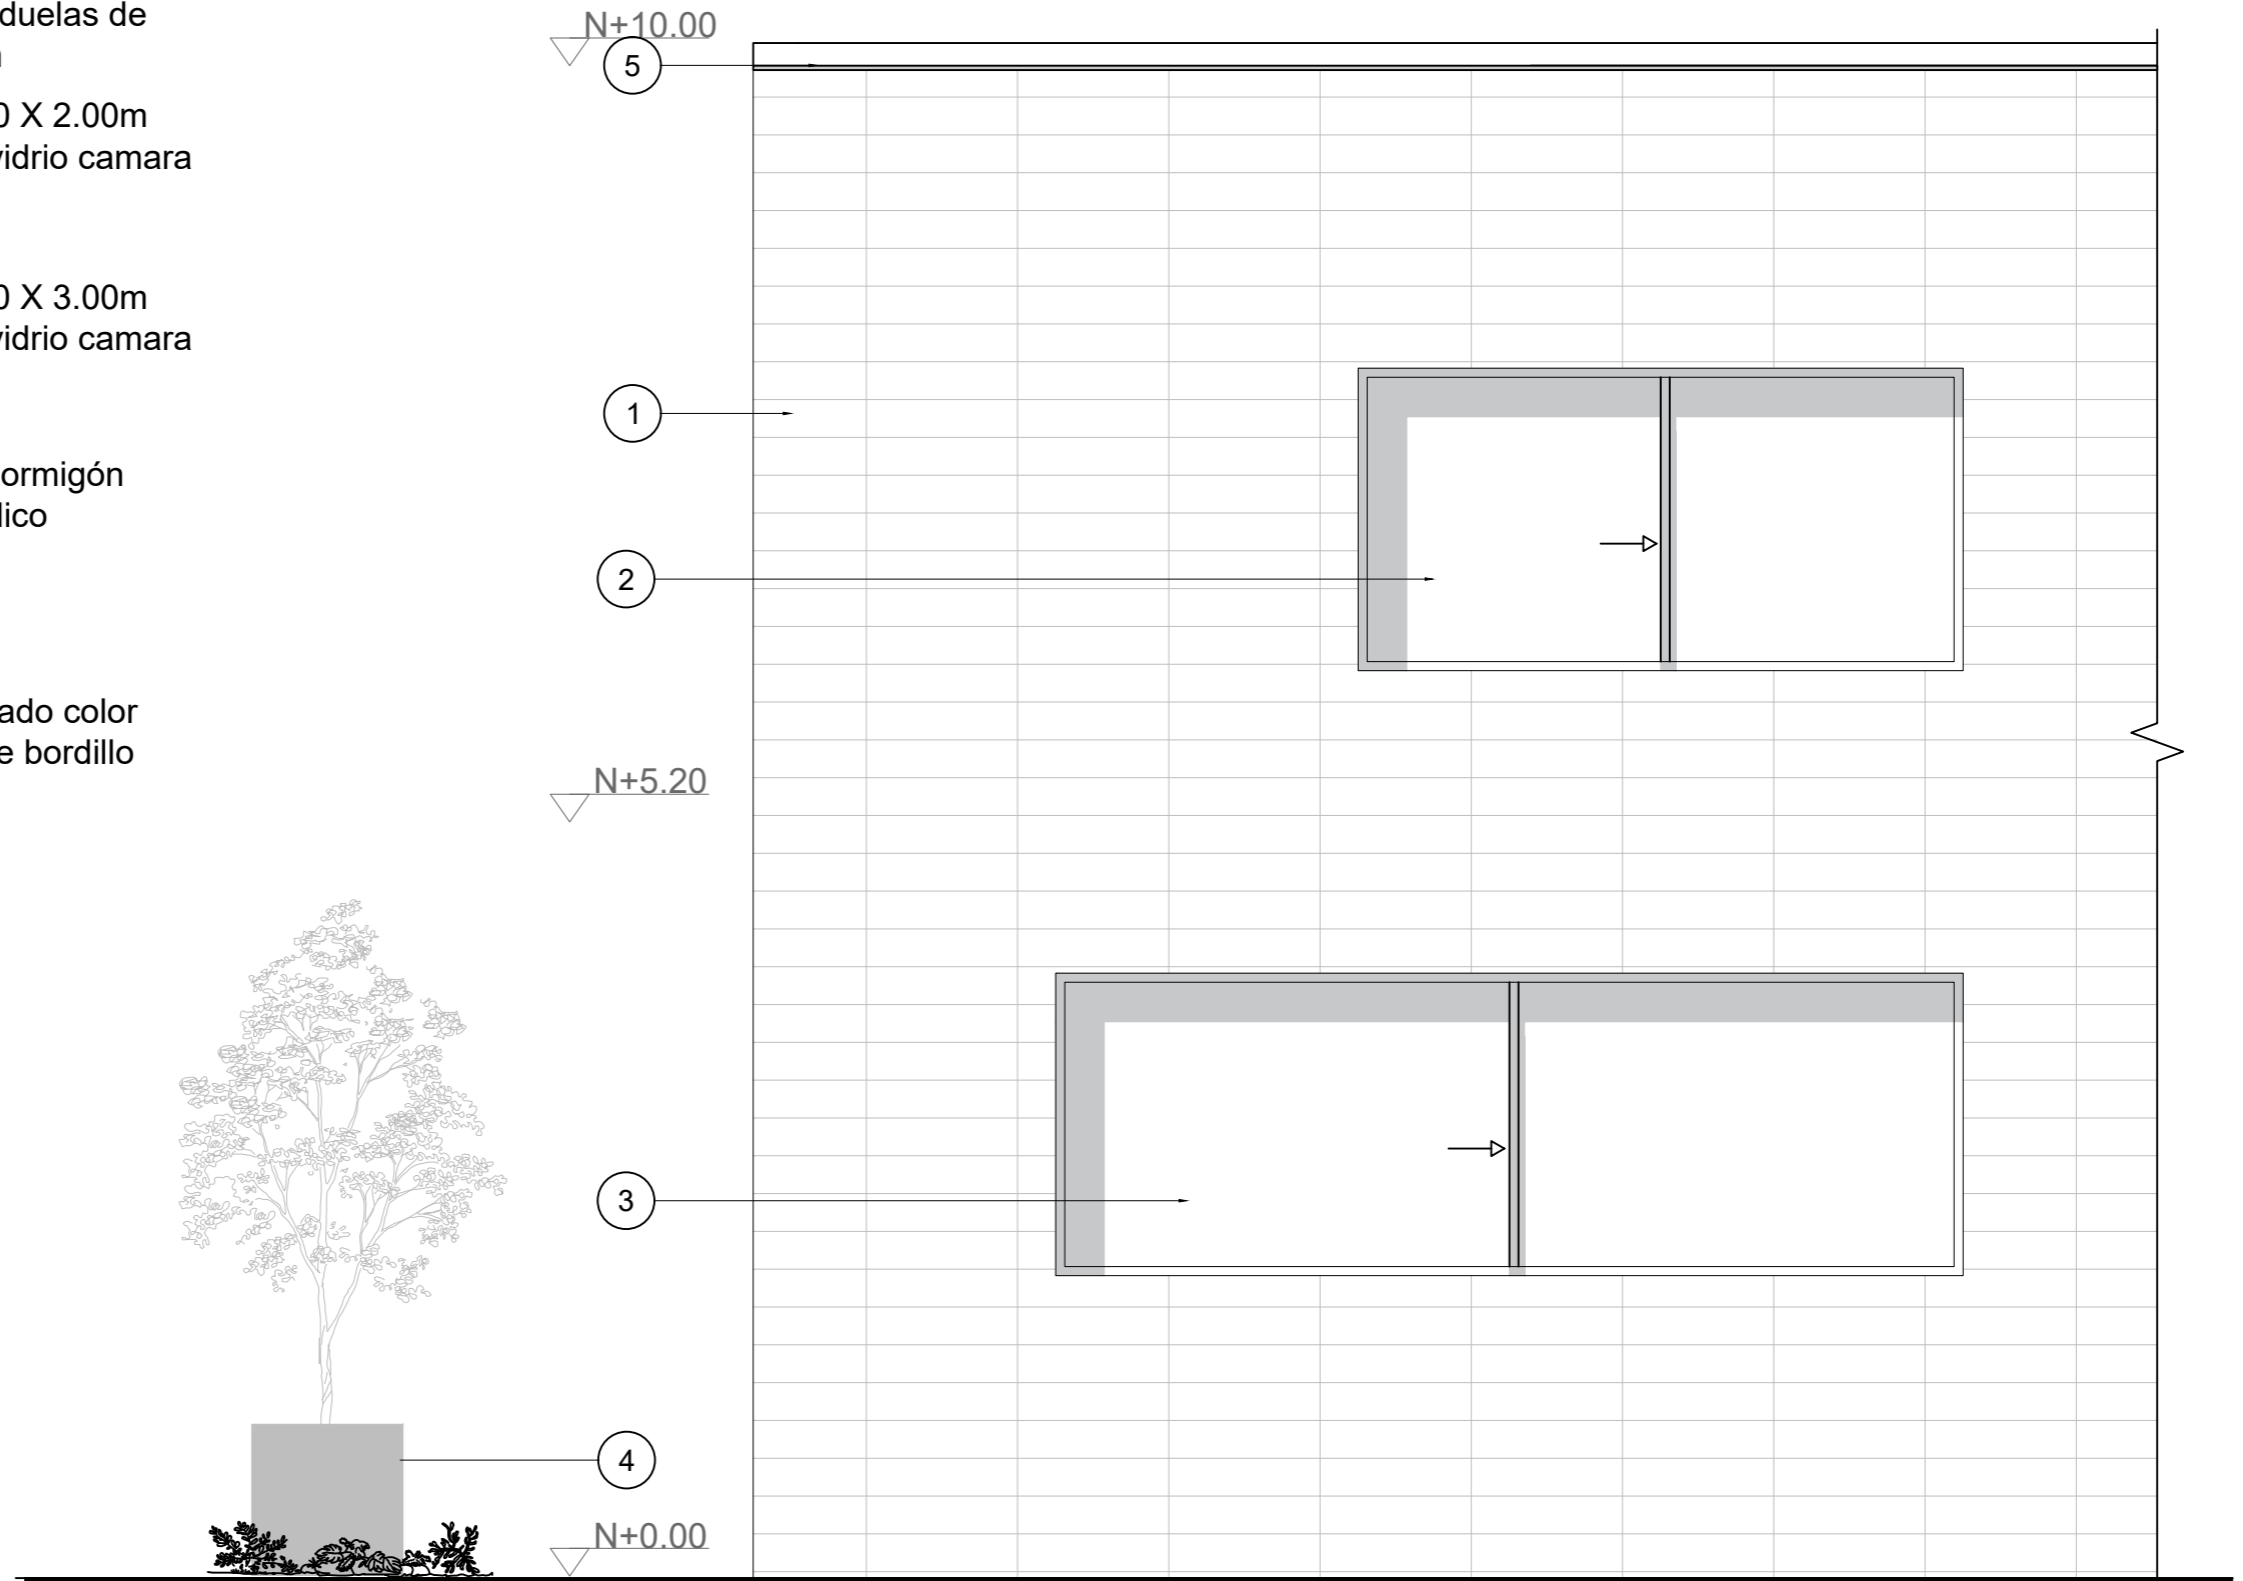 duelas de
0 X 2.00m
vidrio camara
0 X 3.00m
vidrio camara
ormigón
lico
ado color
e bordillo
N+10.00
5
1
2
N+5.20
3
4
N+0.00